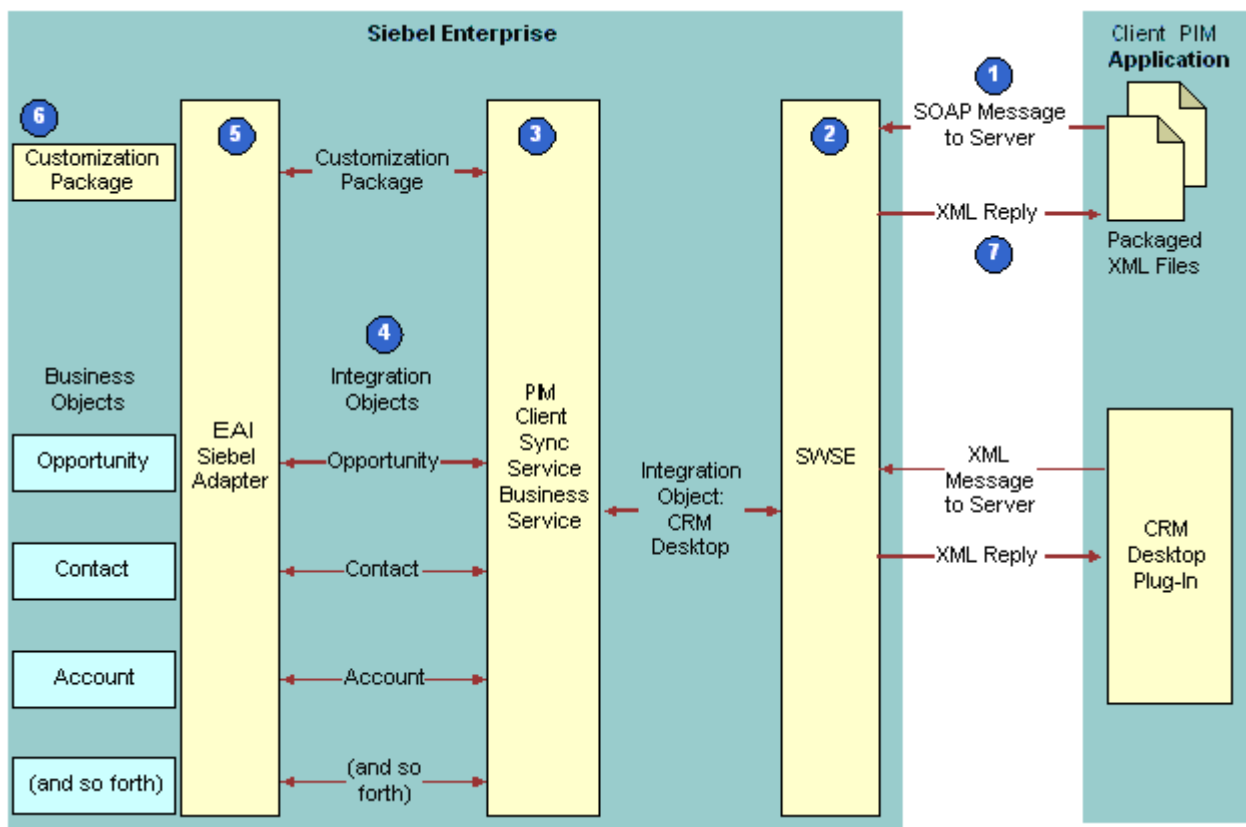 Siebel Enterprise
Client PIM
Application
1
SOAP Message
to Server
6
5
3
2
Customization
Package
Customization
Package
XML Reply
7
Packaged
XML Files
4
Business
Objects
Integration
Objects
EAI
Siebel
Adapter
PIM
Client
Sync
Service
Business
Service
Integration
Object:
CRM
Desktop
SWSE
XML
Message
to Server
XML Reply
CRM
Desktop
Plug-In
Opportunity
Opportunity
Contact
Contact
Account
Account
(and so forth)
(and so
forth)